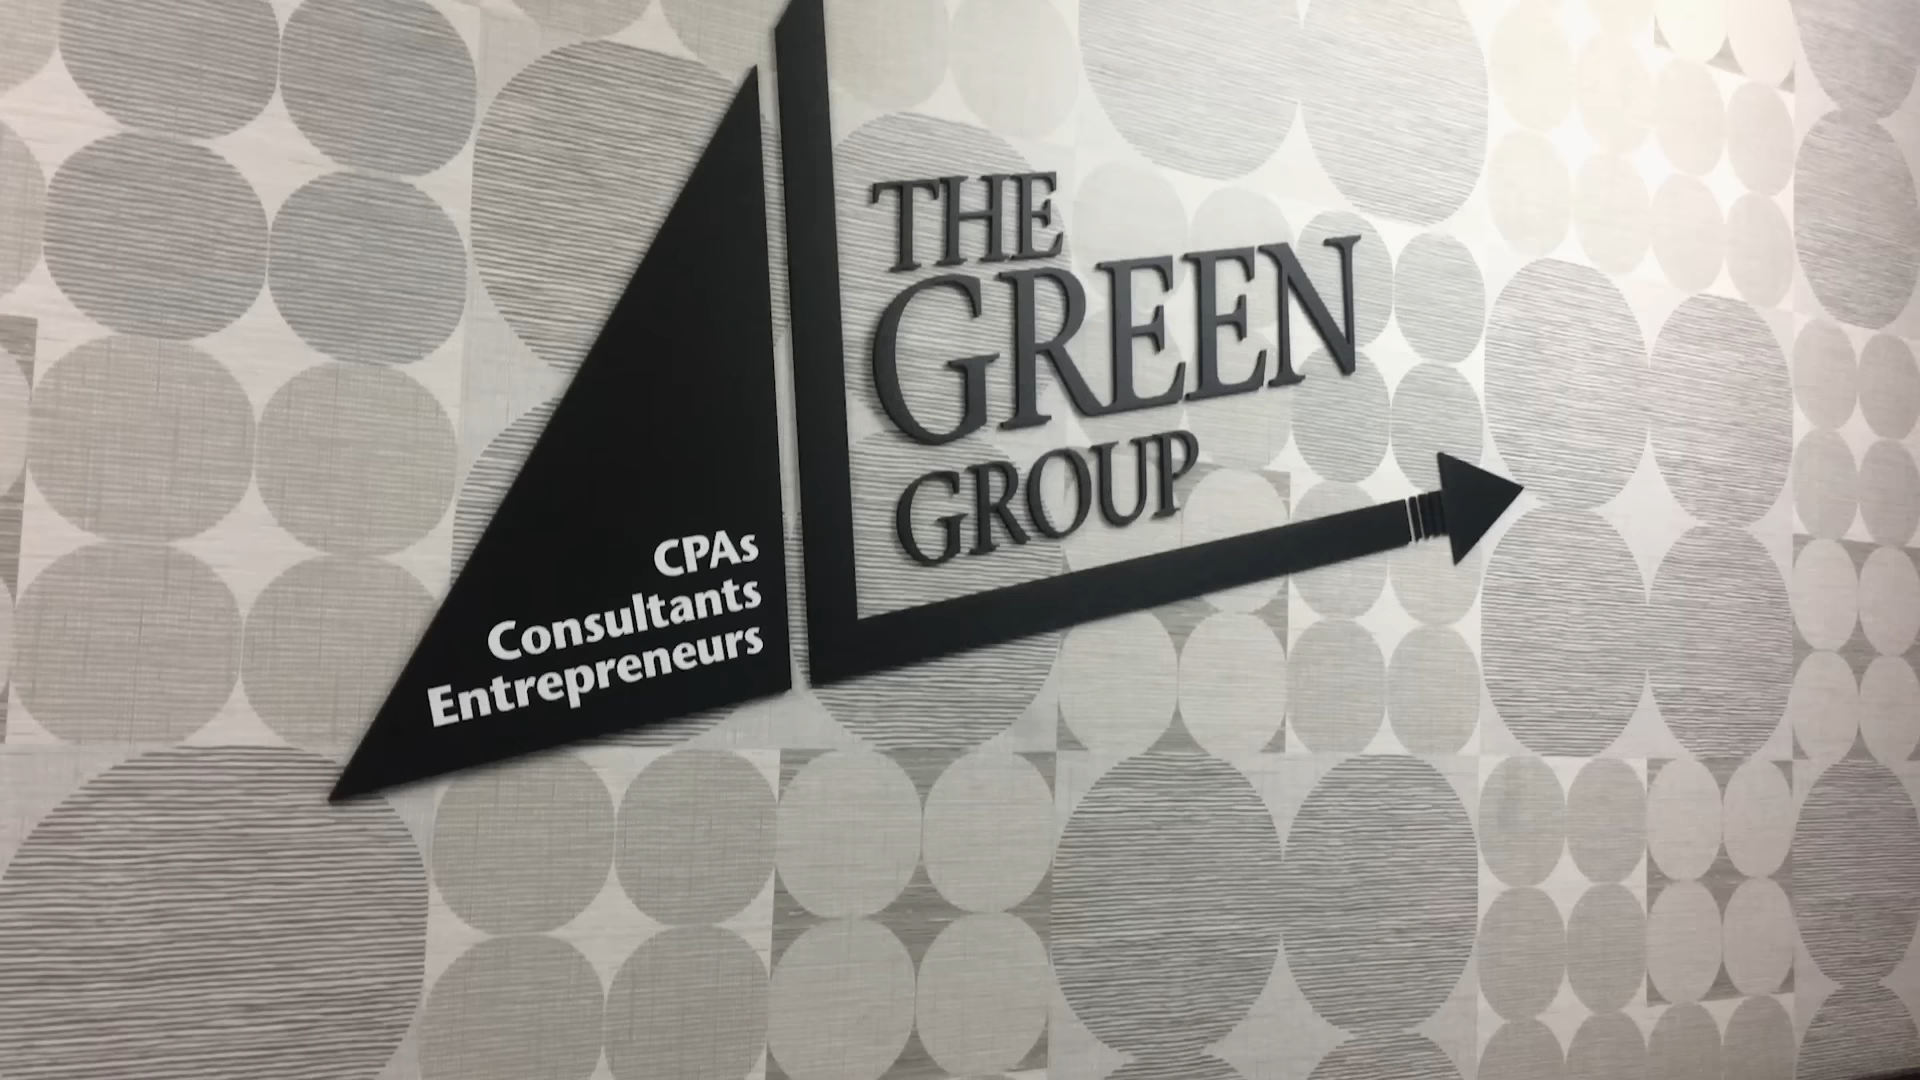 THE
GREEN
GROUP
CPAs
Consultants
Entrepreneurs